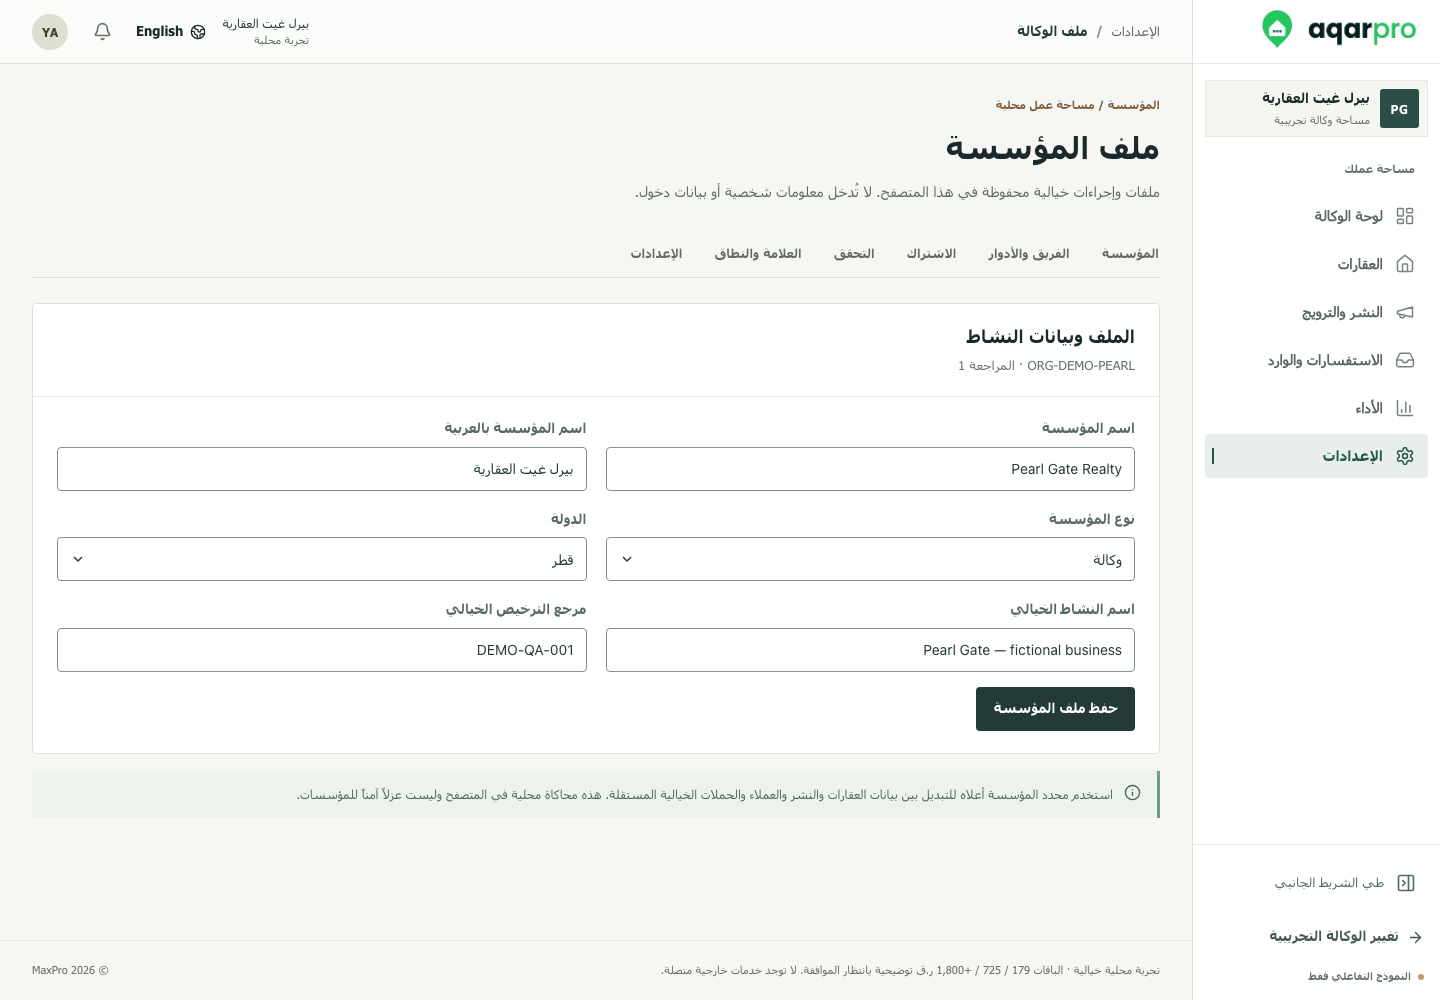 aqarpro
PG
بيرل غيت العقارية
مساحة وكالة تجريبية
مساحة عملك
لوحة الوكالة
العقارات
النشر والترويج
الاستفسارات والوارد
الأداء
الإعدادات
طي الشريط الجانبي
تغيير الوكالة التجريبية
النموذج التفاعلي فقط
الإعدادات / ملف الوكالة
بيرل غيت العقارية
تجربة محلية
English
YA
المؤسسة / مساحة عمل محلية
ملف المؤسسة
ملفات وإجراءات خيالية محفوظة في هذا المتصفح. لا تُدخل معلومات شخصية أو بيانات دخول.
المؤسسة
الفريق والأدوار
الاشتراك
التحقق
العلامة والنطاق
الإعدادات
الملف وبيانات النشاط
ORG-DEMO-PEARL · المراجعة 1
اسم المؤسسة
Pearl Gate Realty
اسم المؤسسة بالعربية
بيرل غيت العقارية
نوع المؤسسة
وكالة
الدولة
قطر
اسم النشاط الخيالي
Pearl Gate — fictional business
مرجع الترخيص الخيالي
DEMO-QA-001
حفظ ملف المؤسسة
استخدم محدد المؤسسة أعلاه للتبديل بين بيانات العقارات والنشر والعملاء والحملات الخيالية المستقلة. هذه محاكاة محلية في المتصفح وليست عزلاً آمناً للمؤسسات.
تجربة محلية خيالية · الباقات 179 / 725 / +1,800 ر.ق توضيحية بانتظار الموافقة. لا توجد خدمات خارجية متصلة.
© 2026 MaxPro